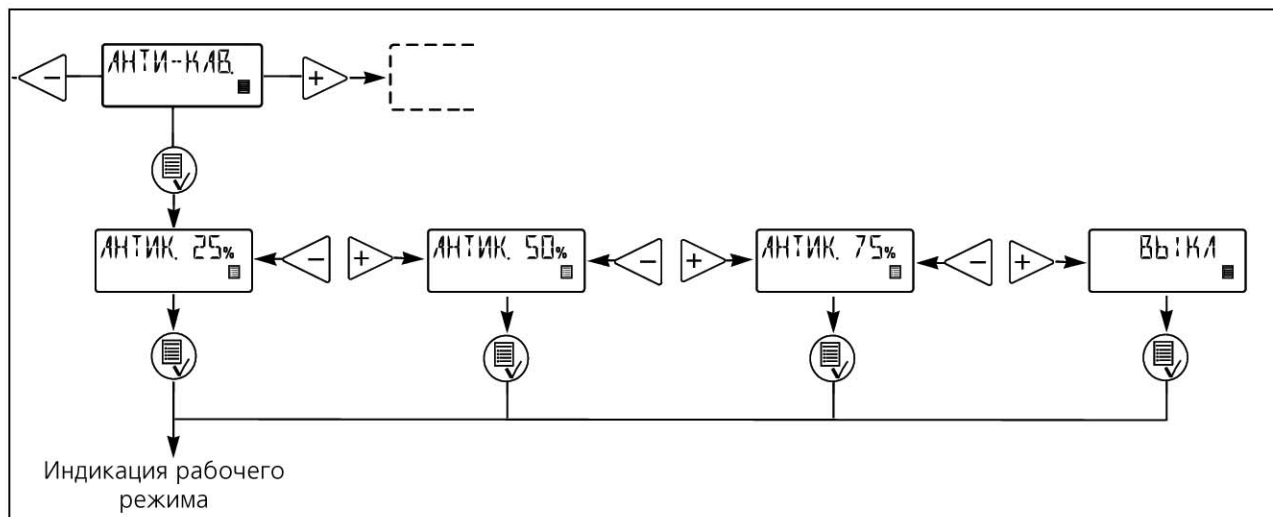 АНТИ-КАВ.
- +
АНТИК. 25%
- +
АНТИК. 50%
- +
АНТИК. 75%
- +
ВЫКЛ
Индикация рабочего
режима